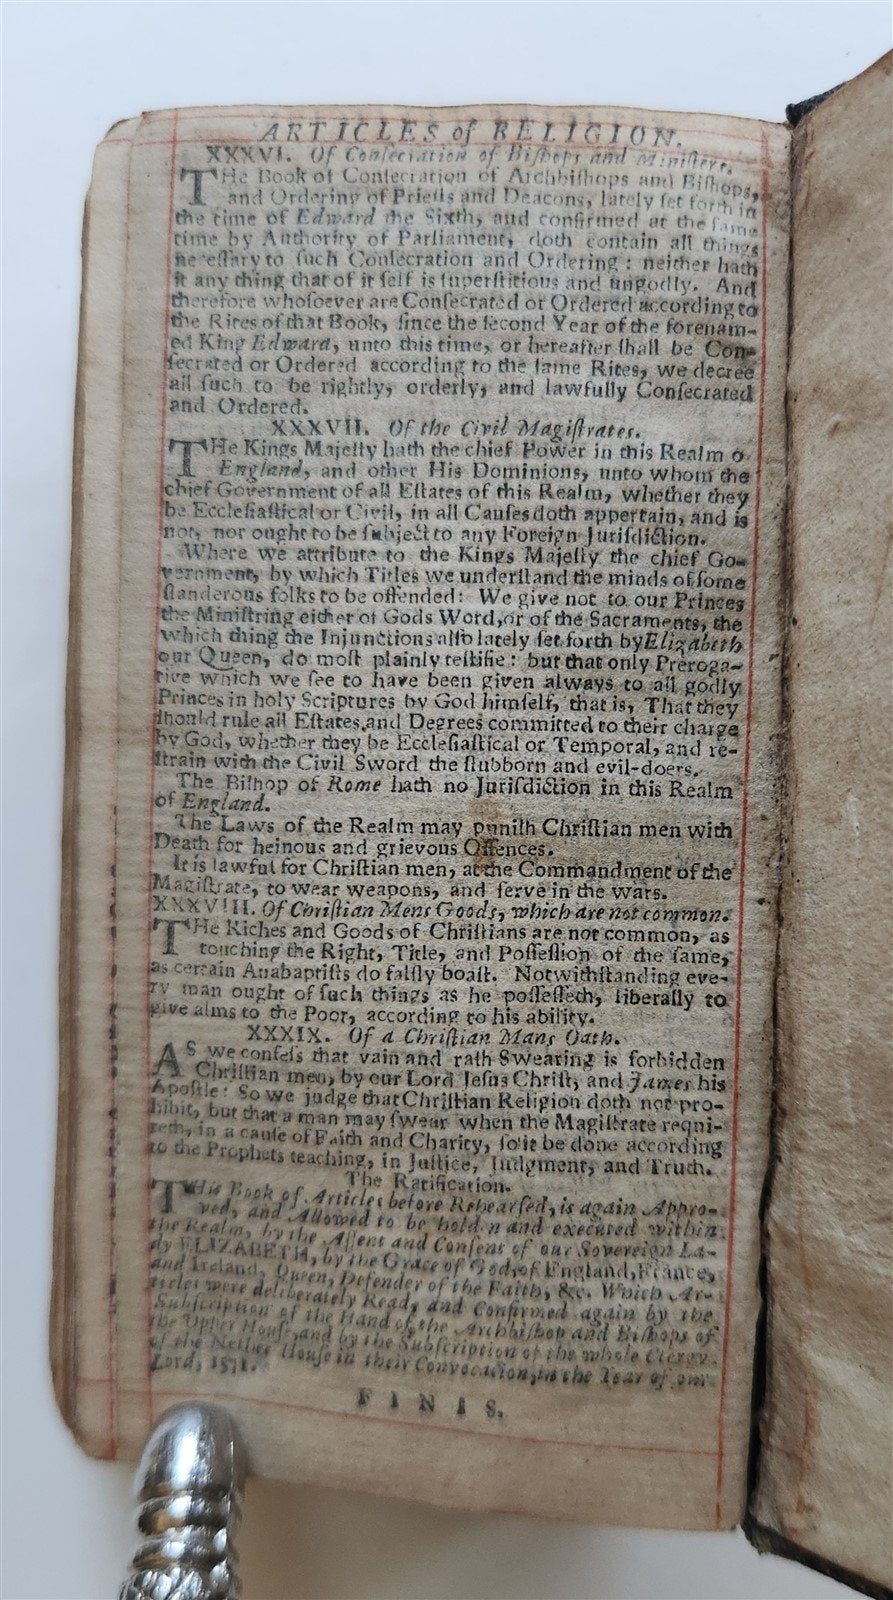 ARTICLES of RELIGION.
XXXVI. Of Conſecration of Biſhops and Miniſters.
THe Book of Conſecration of Archbiſhops and Biſhops,
and Ordering of Prieſts and Deacons, lately ſet forth in
the time of Edward the Sixth, and confirmed at the ſame
time by Authority of Parliament, doth contain all things
neceſſary to ſuch Conſecration and Ordering: neither hath
it any thing that of it ſelf is ſuperſtitious and ungodly. And
therefore whoſoever are Conſecrated or Ordered according to
the Rites of that Book, ſince the ſecond Year of the forenam-
ed King Edward, unto this time, or hereafter ſhall be Con-
ſecrated or Ordered according to the ſame Rites, we decree
all ſuch to be rightly, orderly, and lawfully Conſecrated
and Ordered.
XXXVII. Of the Civil Magiſtrates.
THe Kings Majeſty hath the chief Power in this Realm o
England, and other His Dominions, unto whom the
chief Government of all Eſtates of this Realm, whether they
be Eccleſiaſtical or Civil, in all Cauſes doth appertain, and is
not, nor ought to be ſubject to any Foreign Juriſdiction.
Where we attribute to the Kings Majeſty the chief Go-
vernment, by which Titles we underſtand the minds of ſome
ſlanderous folks to be offended: We give not to our Princes
the Miniſtring either of Gods Word, or of the Sacraments, the
which thing the Injunctions alſo lately ſet forth by Elizabeth
our Queen, do moſt plainly teſtifie: but that only Preroga-
tive which we ſee to have been given always to all godly
Princes in holy Scriptures by God himſelf, that is, That they
ſhould rule all Eſtates and Degrees committed to their charge
by God, whether they be Eccleſiaſtical or Temporal, and re-
ſtrain with the Civil Sword the ſtubborn and evil-doers.
The Biſhop of Rome hath no Juriſdiction in this Realm
of England.
The Laws of the Realm may puniſh Chriſtian men with
Death for heinous and grievous Offences.
It is lawful for Chriſtian men, at the Commandment of the
Magiſtrate, to wear weapons, and ſerve in the wars.
XXXVIII. Of Chriſtian Mens Goods, which are not common.
THe Riches and Goods of Chriſtians are not common, as
touching the Right, Title, and Poſſeſſion of the ſame,
as certain Anabaptiſts do falſly boaſt. Notwithſtanding eve-
ry man ought of ſuch things as he poſſeſſeth, liberally to
give alms to the Poor, according to his ability.
XXXIX. Of a Chriſtian Mans Oath.
AS we confeſs that vain and raſh Swearing is forbidden
Chriſtian men, by our Lord Jeſus Chriſt, and James his
Apoſtle: So we judge that Chriſtian Religion doth not pro-
hibit, but that a man may ſwear when the Magiſtrate requi-
reth, in a cauſe of Faith and Charity, ſo it be done according
to the Prophets teaching, in Juſtice, Judgment, and Truth.
The Ratification.
THis Book of Articles before Rehearſed, is again Appro-
ved, and Allowed to be holden and executed within
the Realm, by the Aſſent and Conſent of our Sovereign La-
dy ELIZABETH, by the Grace of God, of England, France,
and Ireland, Queen, Defender of the Faith, &c. Which Ar-
ticles were deliberately Read, and Confirmed again by the
Subſcription of the Hand of the Archbiſhop and Biſhops of
the Upper Houſe, and by the Subſcription of the whole Clergy
of the Nether Houſe in their Convocation, in the Year of our
Lord, 1571.
FINIS.